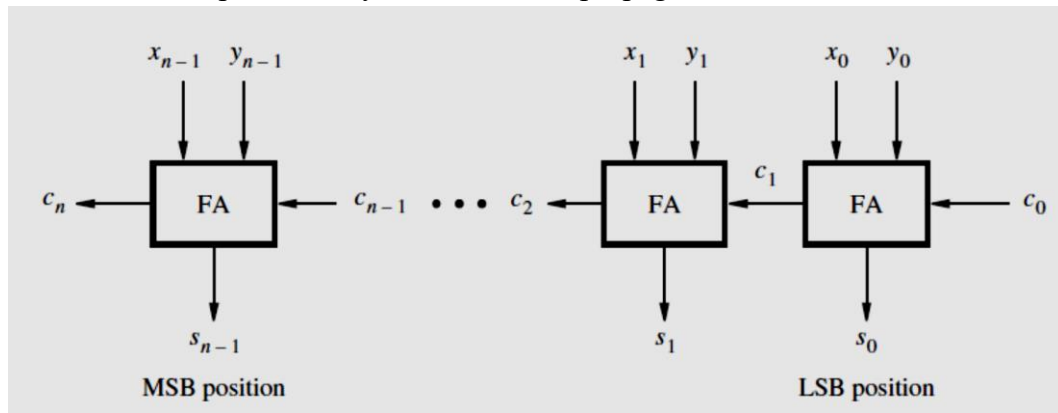 x_{n-1} y_{n-1} x_1 y_1 x_0 y_0
c_n FA c_{n-1} ••• c_2 FA c_1 FA c_0
s_{n-1} s_1 s_0
MSB position LSB position